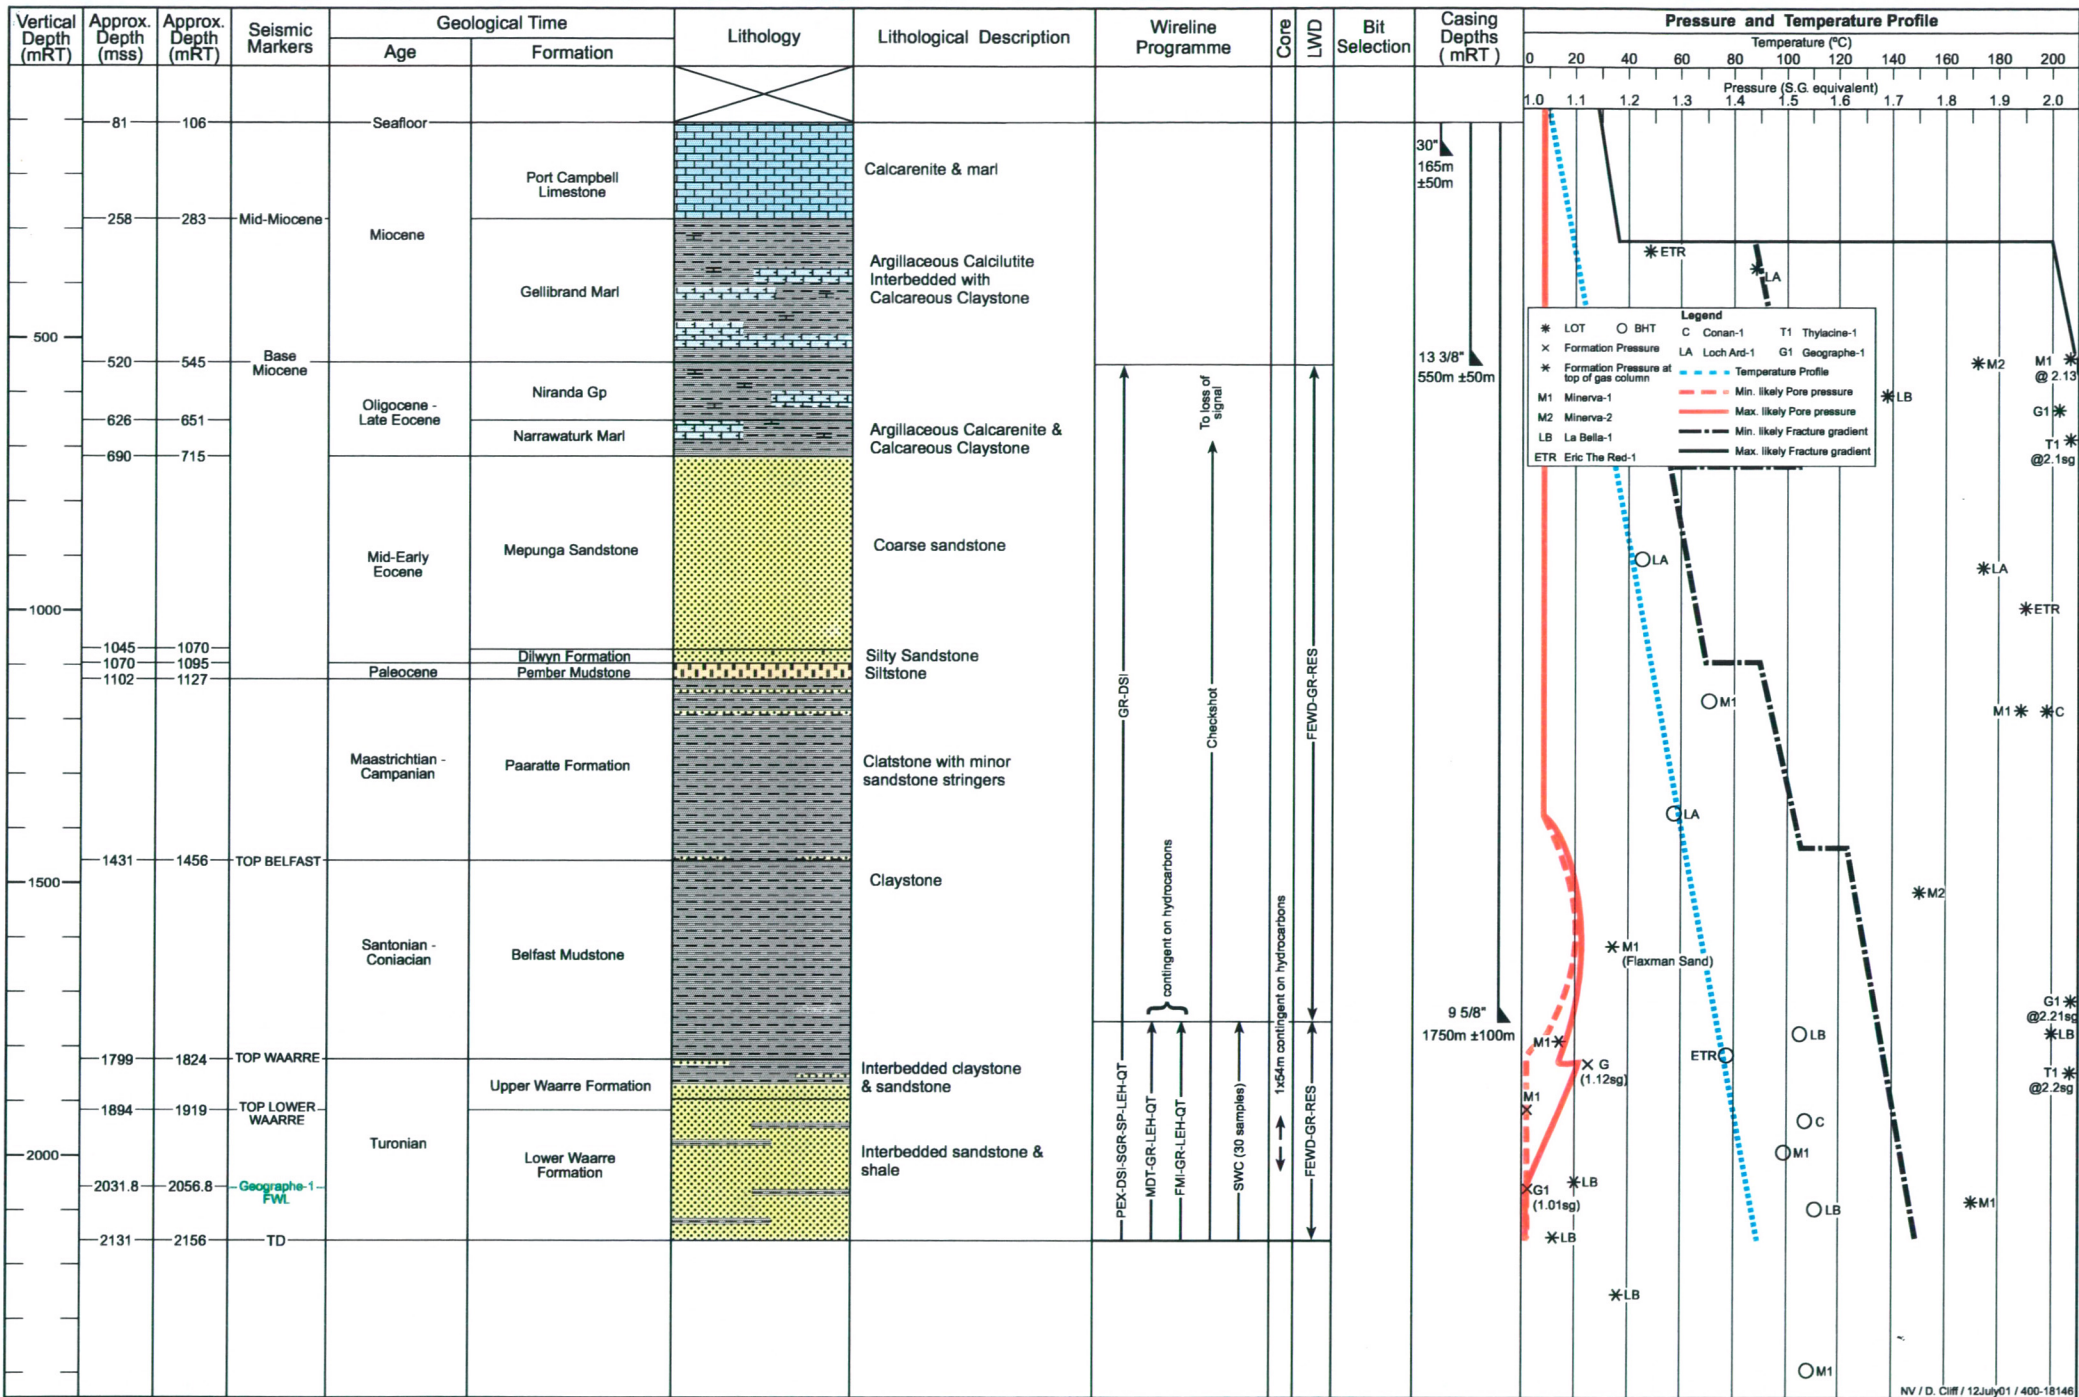 Vertical
Depth
(mRT)
Approx.
Depth
(mss)
Approx.
Depth
(mRT)
Seismic
Markers
Geological Time
Age
Formation
Lithology
Lithological Description
Wireline
Programme
Core
LWD
Bit
Selection
Casing
Depths
( mRT )
Pressure and Temperature Profile
Temperature (ºC)
0 20 40 60 80 100 120 140 160 180 200
Pressure (S.G. equivalent)
1.0 1.1 1.2 1.3 1.4 1.5 1.6 1.7 1.8 1.9 2.0
500
1000
1500
2000
81 106
258 283
520 545
626 651
690 715
1045 1070
1070 1095
1102 1127
1431 1456
1799 1824
1894 1919
2031.8 2056.8
2131 2156
Mid-Miocene
Base
Miocene
TOP BELFAST
TOP WAARRE
TOP LOWER
WAARRE
Geographe-1
FWL
TD
Seafloor
Miocene
Oligocene -
Late Eocene
Mid-Early
Eocene
Paleocene
Maastrichtian -
Campanian
Santonian -
Coniacian
Turonian
Port Campbell
Limestone
Gellibrand Marl
Niranda Gp
Narrawaturk Marl
Mepunga Sandstone
Dilwyn Formation
Pember Mudstone
Paaratte Formation
Belfast Mudstone
Upper Waarre Formation
Lower Waarre
Formation
Calcarenite & marl
Argillaceous Calcilutite
Interbedded with
Calcareous Claystone
Argillaceous Calcarenite &
Calcareous Claystone
Coarse sandstone
Silty Sandstone
Siltstone
Clatstone with minor
sandstone stringers
Claystone
Interbedded claystone
& sandstone
Interbedded sandstone &
shale
GR-DSI
PEX-DSI-SGR-SP-LEH-QT
MDT-GR-LEH-QT
FMI-GR-LEH-QT
contingent on hydrocarbons
To loss of
signal
Checkshot
SWC (30 samples)
1x54m contingent on hydrocarbons
FEWD-GR-RES
FEWD-GR-RES
30"
165m
±50m
13 3/8"
550m ±50m
9 5/8"
1750m ±100m
ETR
LA
Legend
LOT
BHT
Formation Pressure
Formation Pressure at
top of gas column
M1 Minerva-1
M2 Minerva-2
LB La Bella-1
ETR Eric The Red-1
C Conan-1
LA Loch Ard-1
T1 Thylacine-1
G1 Geographe-1
Temperature Profile
Min. likely Pore pressure
Max. likely Pore pressure
Min. likely Fracture gradient
Max. likely Fracture gradient
M2
M1
@ 2.13
LB
G1
T1
@2.1sg
LA
LA
ETR
M1
M1
C
LA
M2
M1
(Flaxman Sand)
G1
@2.21sg
LB
LB
M1
ETR
G
(1.12sg)
T1
@2.2sg
M1
C
M1
G1
(1.01sg)
LB
M1
LB
LB
LB
M1
NV / D. Cliff / 12July01 / 400-18146